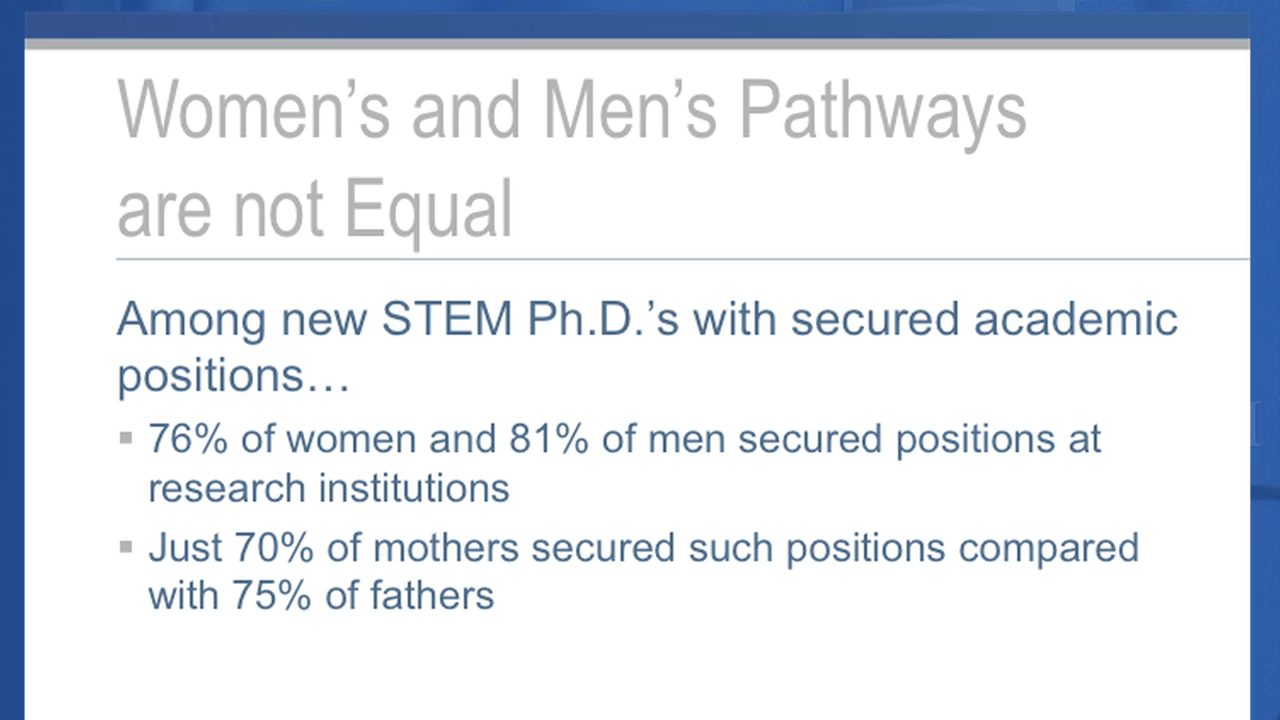 Women’s and Men’s Pathways
are not Equal
Among new STEM Ph.D.’s with secured academic
positions…
▪ 76% of women and 81% of men secured positions at
research institutions
▪ Just 70% of mothers secured such positions compared
with 75% of fathers